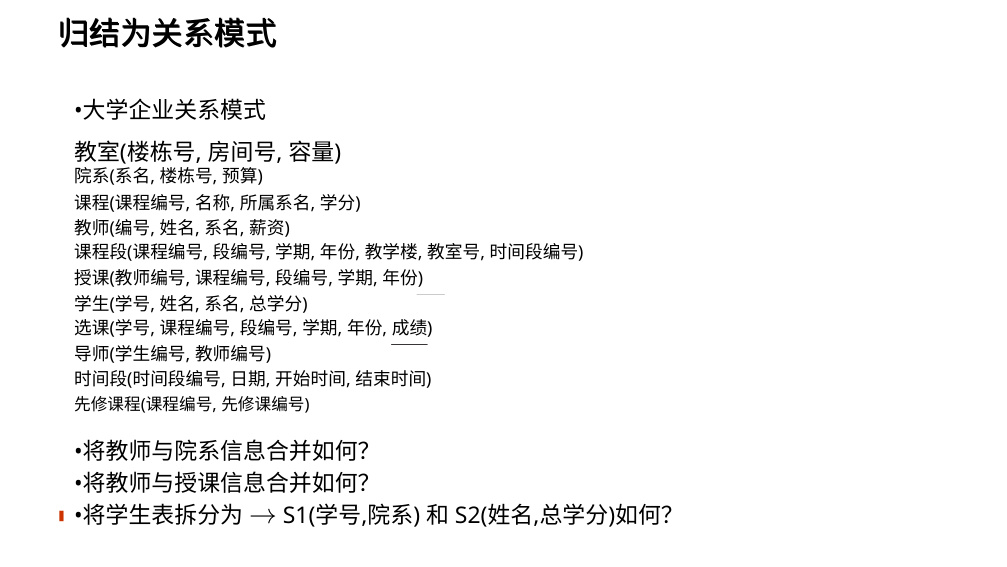 归结为关系模式
•大学企业关系模式
教室(楼栋号, 房间号, 容量)
院系(系名, 楼栋号, 预算)
课程(课程编号, 名称, 所属系名, 学分)
教师(编号, 姓名, 系名, 薪资)
课程段(课程编号, 段编号, 学期, 年份, 教学楼, 教室号, 时间段编号)
授课(教师编号, 课程编号, 段编号, 学期, 年份)
学生(学号, 姓名, 系名, 总学分)
选课(学号, 课程编号, 段编号, 学期, 年份, 成绩)
导师(学生编号, 教师编号)
时间段(时间段编号, 日期, 开始时间, 结束时间)
先修课程(课程编号, 先修课编号)
•将教师与院系信息合并如何?
•将教师与授课信息合并如何?
•将学生表拆分为 → S1(学号,院系) 和 S2(姓名,总学分)如何?